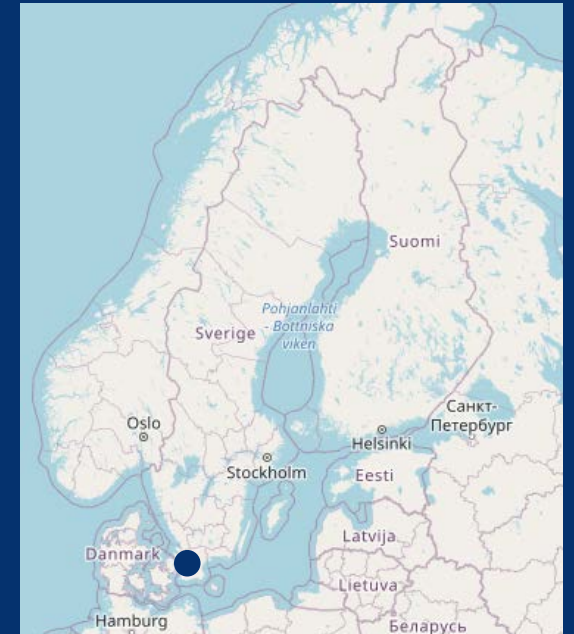 Suomi
Pohjanlahti
- Bottniska
viken
Sverige
Санкт-
Петербург
Oslo
Helsinki
Stockholm
Eesti
Latvija
Danmark
Lietuva
Hamburg
Беларусь